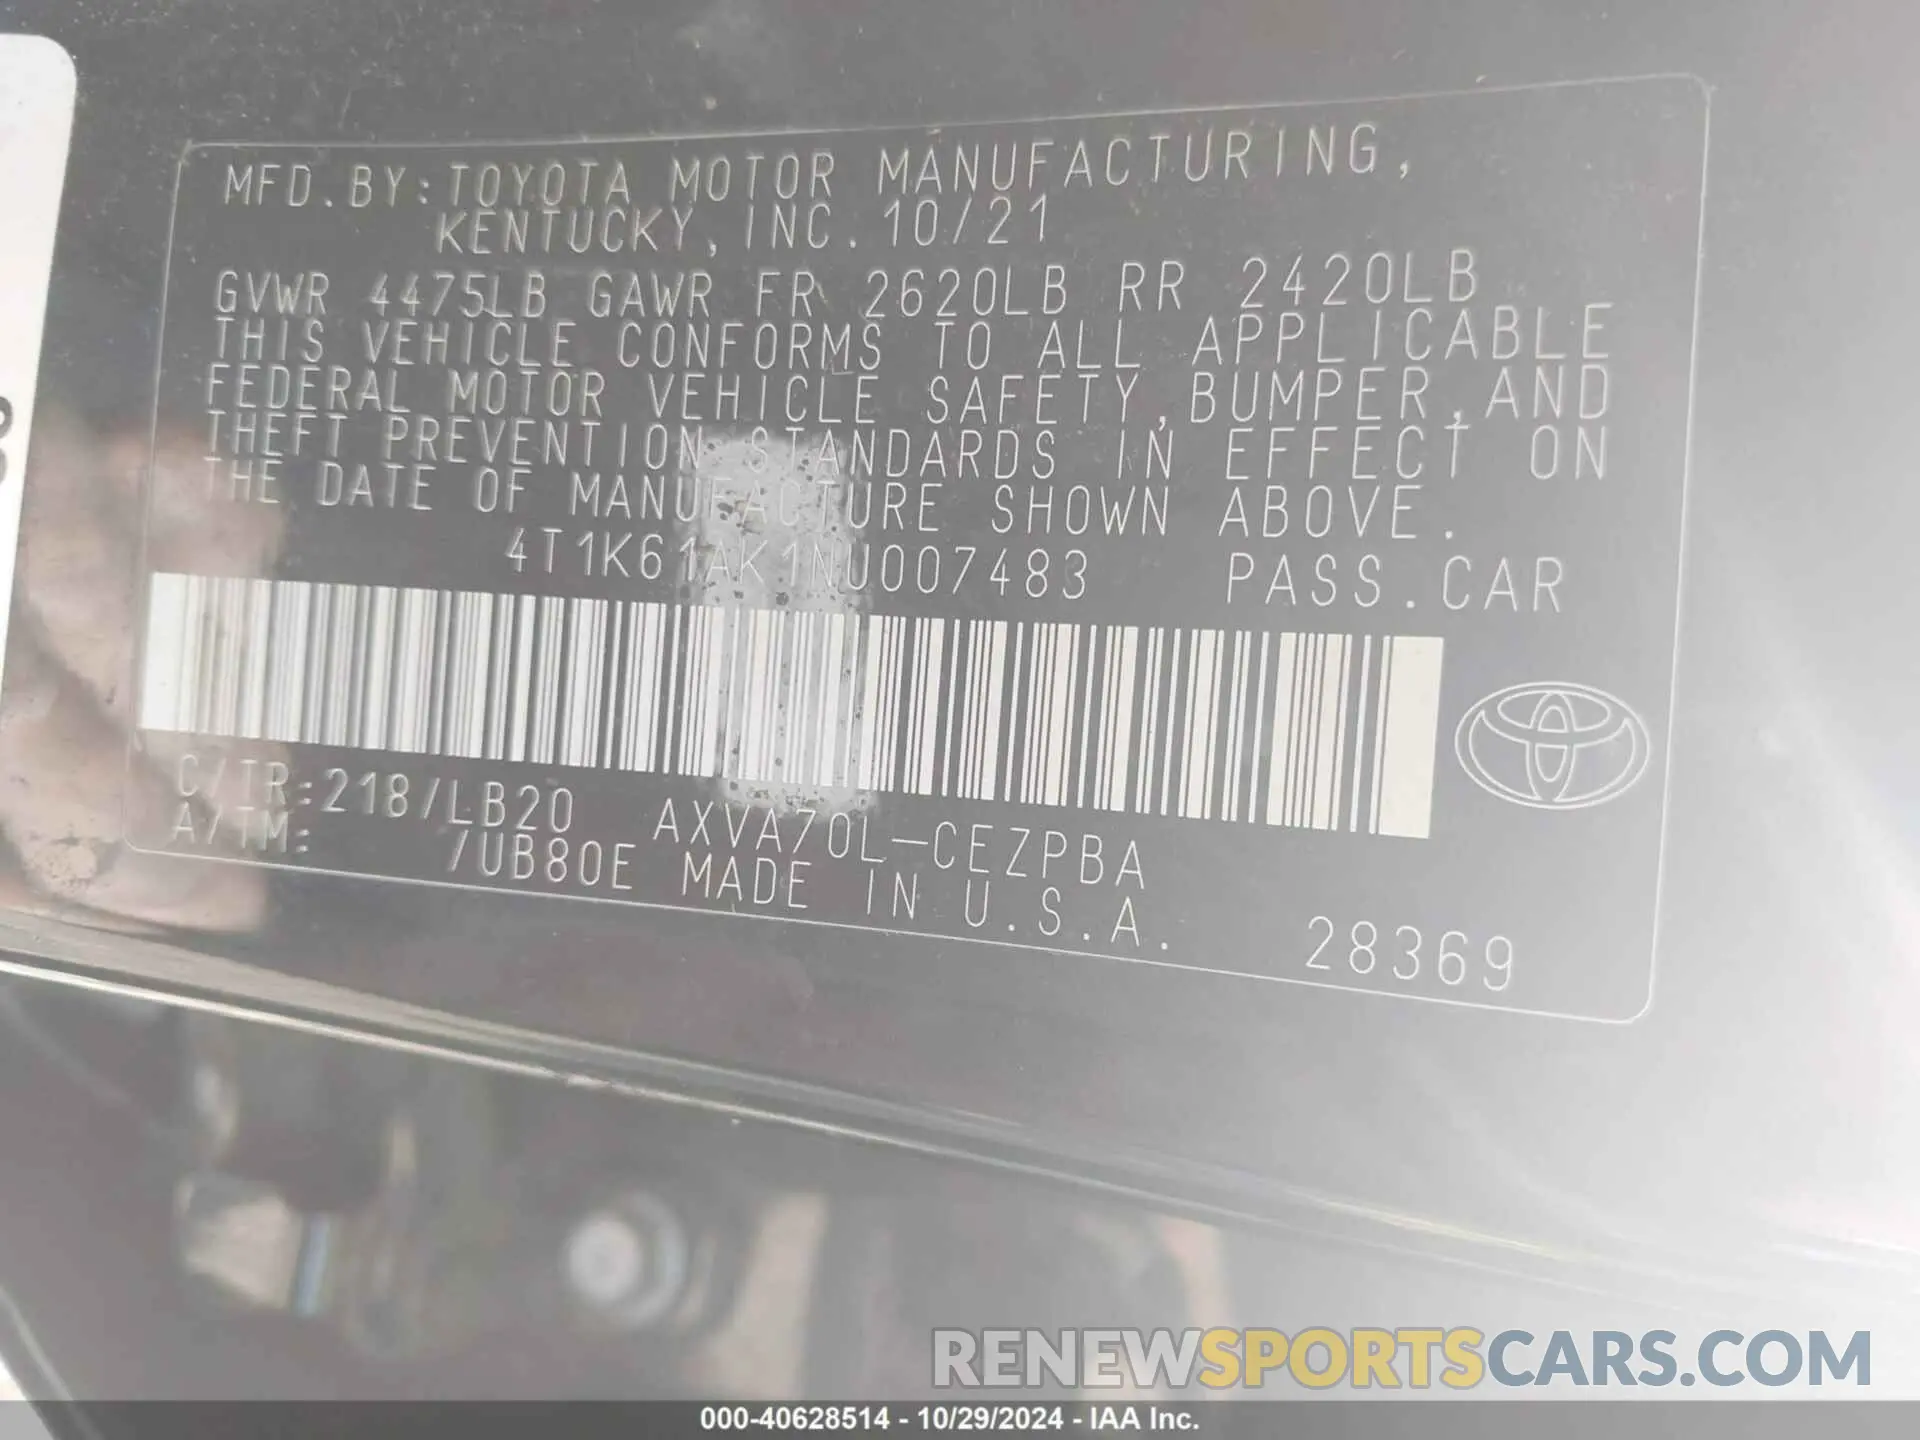 MFD.BY:TOYOTA MOTOR MANUFACTURING,
KENTUCKY, INC. 10/21
GVWR 4475LB GAWR FR 2620LB RR 2420LB
THIS VEHICLE CONFORMS TO ALL APPLICABLE
FEDERAL MOTOR VEHICLE SAFETY,BUMPER,AND
THEFT PREVENTION STANDARDS IN EFFECT ON
THE DATE OF MANUFACTURE SHOWN ABOVE.
4T1K61AK1NU007483 PASS.CAR
C/TR:218/LB20 AXVA70L-CEZPBA
A/TM: /UB80E MADE IN U.S.A.
28369
RENEWSPORTSCARS.COM
000-40628514 - 10/29/2024 - IAA Inc.